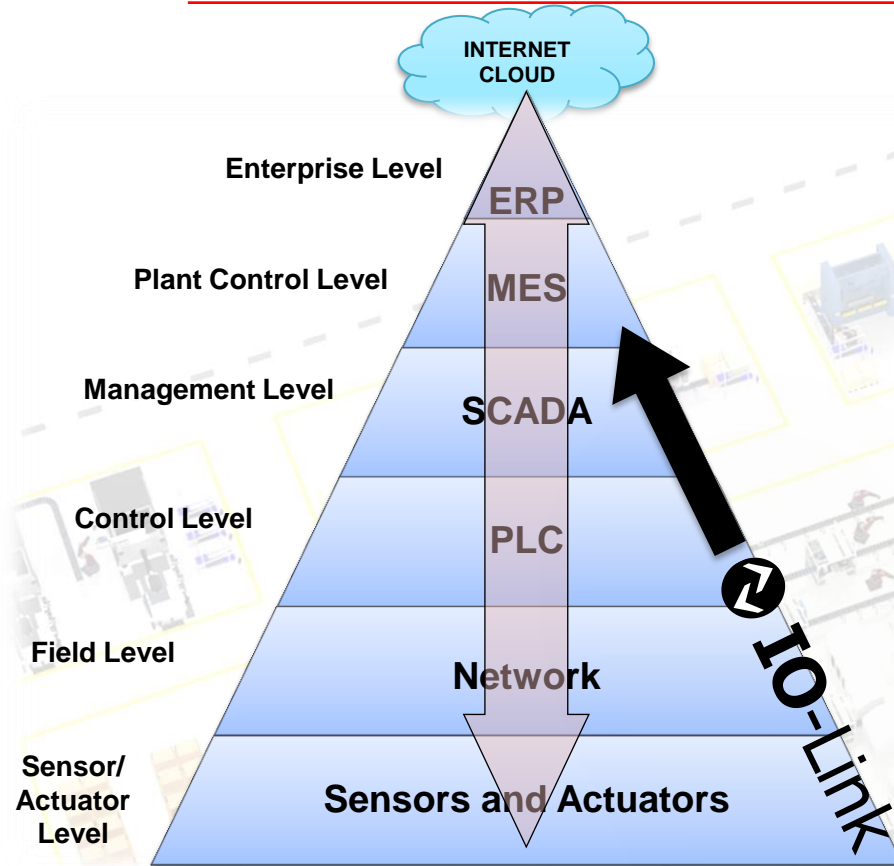 INTERNET
CLOUD
Enterprise Level
ERP
Plant Control Level
MES
Management Level
SCADA
Control Level
PLC
Field Level
Network
Sensor/
Actuator
Level
Sensors and Actuators
IO-Link